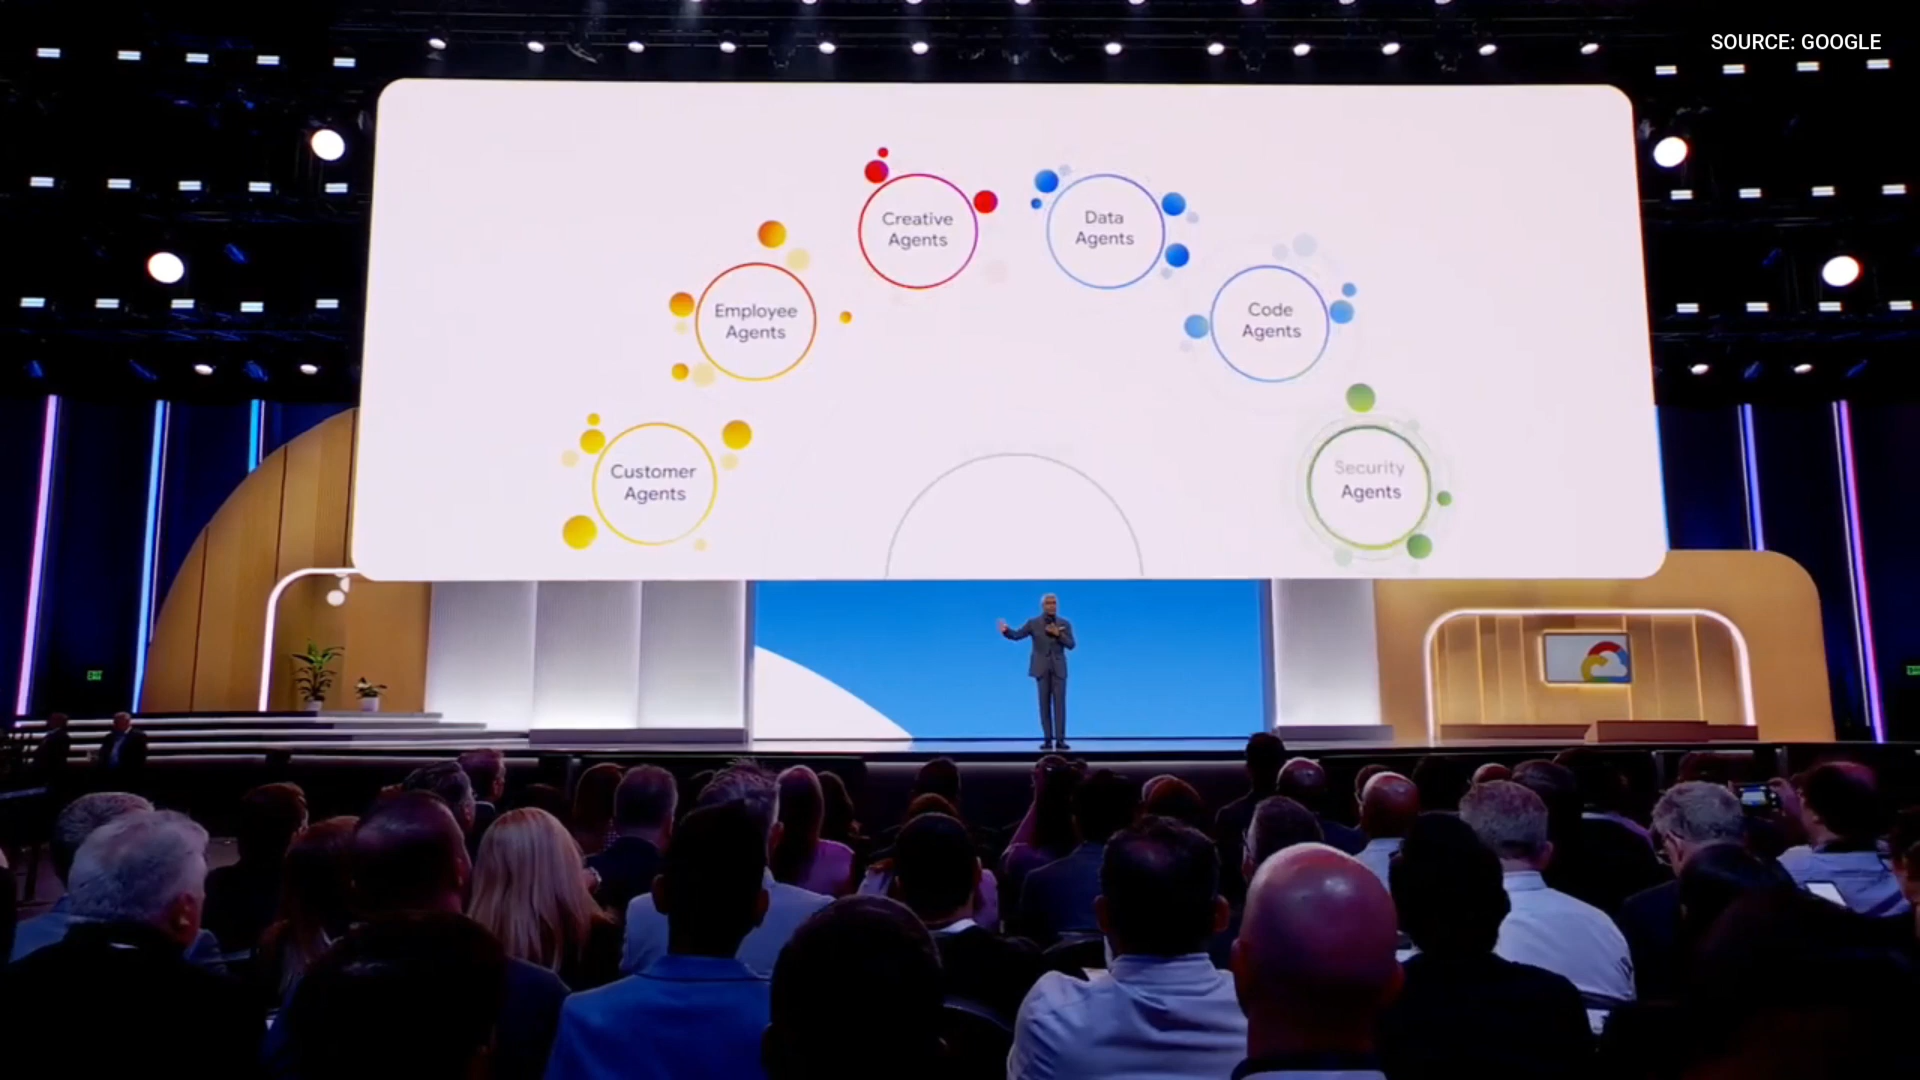 SOURCE: GOOGLE
Creative
Agents
Data
Agents
Employee
Agents
Code
Agents
Customer
Agents
Security
Agents